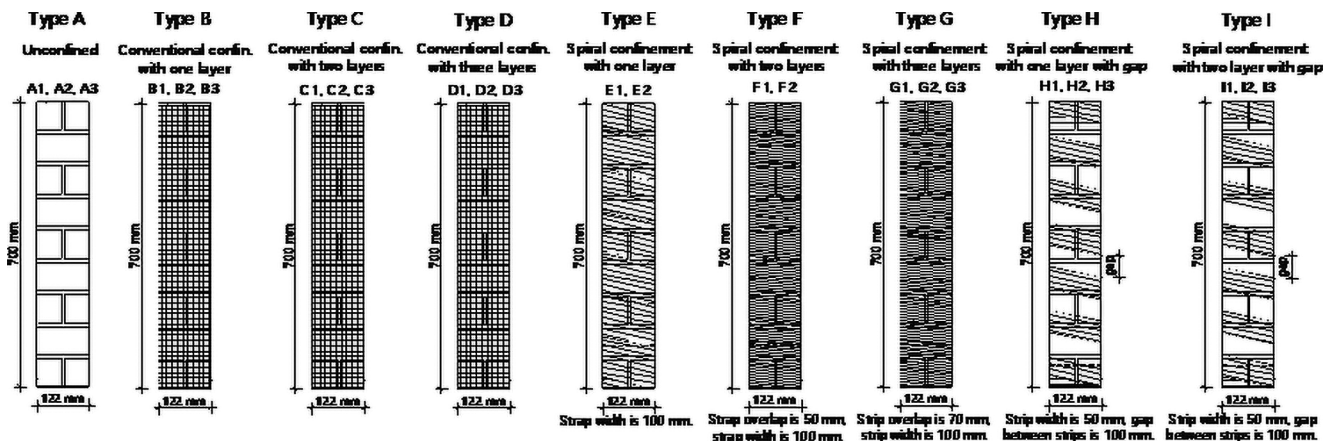 Type A
Unconfined
A1, A2, A3
700 mm
122 mm
Type B
Conventional confin.
with one layer
B1, B2, B3
700 mm
122 mm
Type C
Conventional confin.
with two layers
C1, C2, C3
700 mm
122 mm
Type D
Conventional confin.
with three layers
D1, D2, D3
700 mm
122 mm
Type E
Spiral confinement
with one layer
E1, E2
700 mm
122 mm
Strap width is 100 mm.
Type F
Spiral confinement
with two layers
F1, F2
700 mm
122 mm
Strap overlap is 50 mm,
strap width is 100 mm.
Type G
Spiral confinement
with three layers
G1, G2, G3
700 mm
122 mm
Strip overlap is 70 mm,
strip width is 100 mm.
Type H
Spiral confinement
with one layer with gap
H1, H2, H3
700 mm
gap
122 mm
Strip width is 50 mm, gap
between strips is 100 mm.
Type I
Spiral confinement
with two layer with gap
I1, I2, I3
700 mm
gap
122 mm
Strip width is 50 mm, gap
between strips is 100 mm.